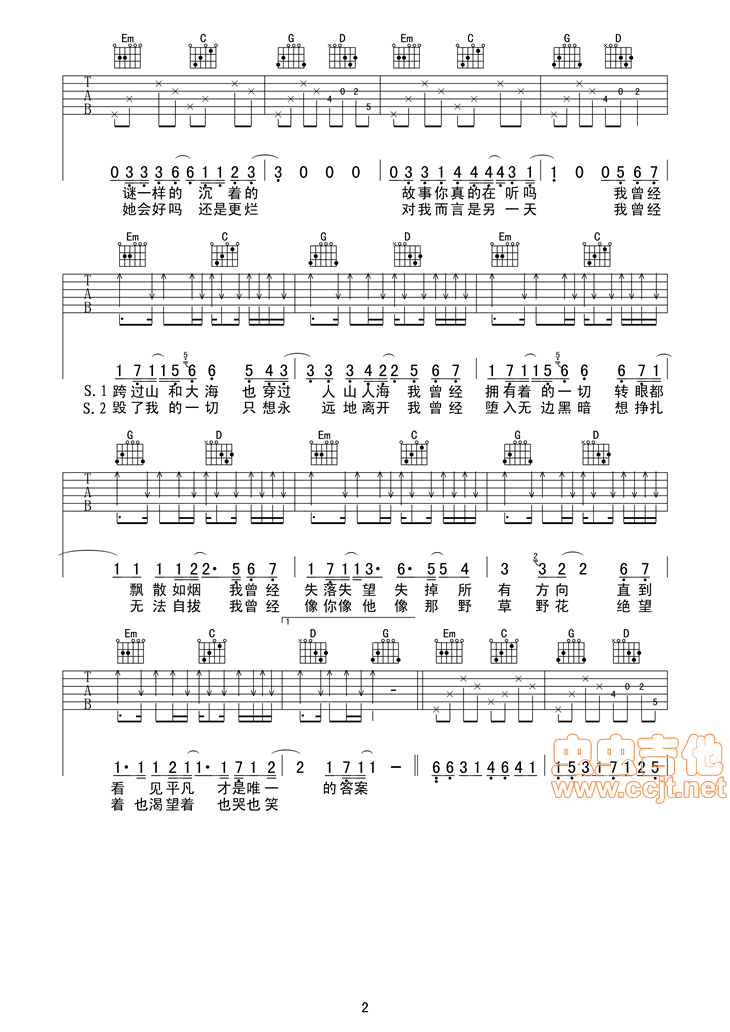 Em C G D Em C G D
T A B 4 0 2 5 4 0 2
0 3 3 3 6 6 1 1 2 3 3 0 0 0 0 3 3 1 4 4 4 4 3 1 1 0 0 5 6 7
谜一样的 沉 着的 故事你真的在 听吗 我曾经
她会好吗 还是更烂 对我而言是另 一天 我曾经
Em C G D Em C
T A B
1 7 1 1 5 5 6 6 5 4 3 3 3 3 4 2 2 5 6 7 1 7 1 1 5 5 6 6 6 7 1
S.1 跨过山 和大 海 也 穿过 人 山人海 我 曾经 拥有着 的一 切 转 眼都
S.2 毁了我 的一 切 只 想永 远 地离开 我 曾经 堕入无 边黑 暗 想 挣扎
G D Em C G D
T A B
1 1 1 1 2 2· 5 6 7 1 7 1 1 3· 6· 5 5 4 3 3 2 2 2 6 7
飘 散如烟 我曾经 失落失 望 失 掉 所 有 方向 直到
无 法自拔 我曾经 像你像 他 像 那 野 草 野花 绝望
Em C 1 D G Em C G D
T A B 4 0 2 5
1· 1· 2 1 2 1 1· 1 7 1 2 2 1 7 1 1 – 6 6 3 1 4 6 4 1 1 5 3 1 7 1 2 5
看 见平凡 才是唯一 的答案
着 也渴望着 也哭也笑
虫虫吉他
www.ccjt.net
2